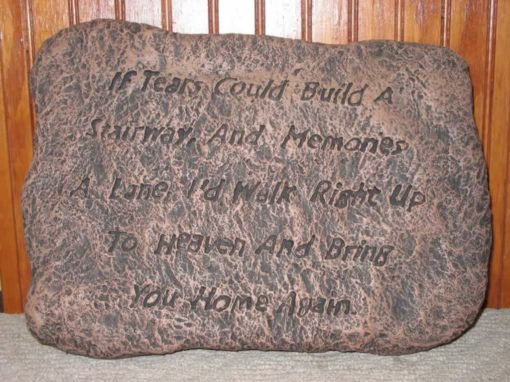 If Tears Could Build A
Stairway, And Memories
A Lane, I'd Walk Right Up
To Heaven And Bring
You Home Again.